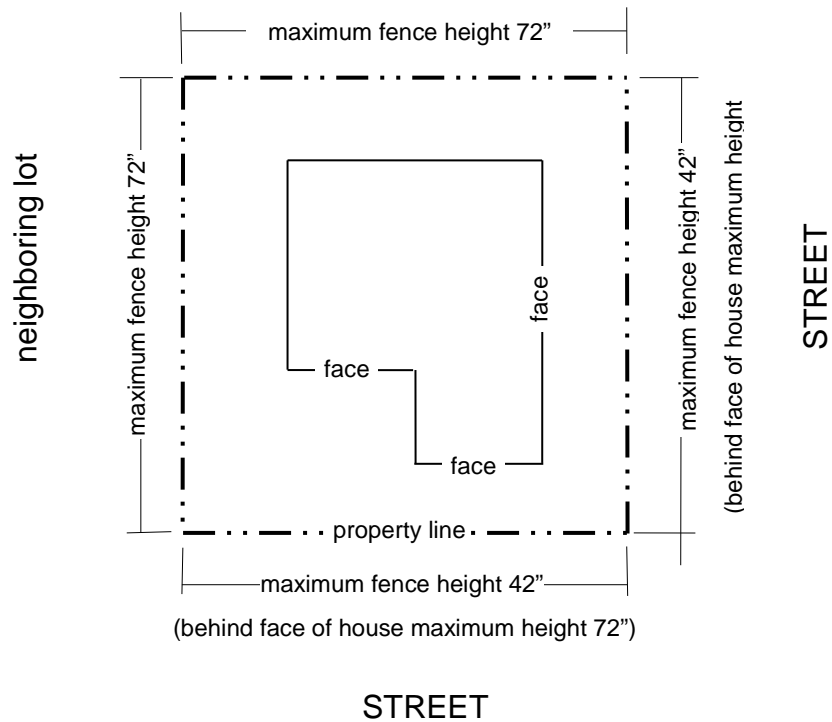 maximum fence height 72”
neighboring lot
maximum fence height 72”
face
face
face
maximum fence height 42”
(behind face of house maximum height
STREET
property line
maximum fence height 42”
(behind face of house maximum height 72”)
STREET